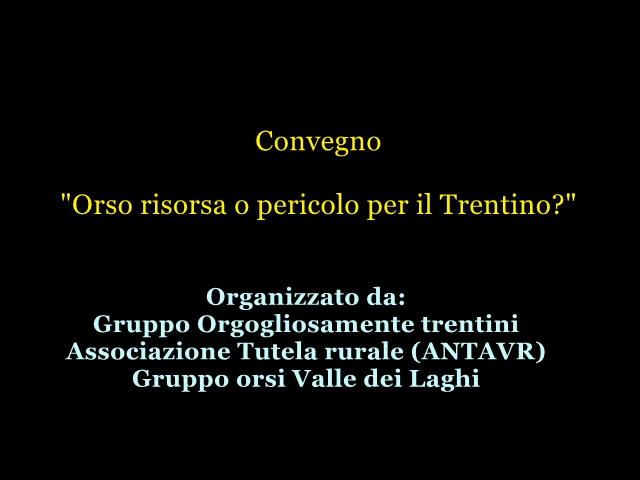 Convegno
"Orso risorsa o pericolo per il Trentino?"
Organizzato da:
Gruppo Orgogliosamente trentini
Associazione Tutela rurale (ANTAVR)
Gruppo orsi Valle dei Laghi